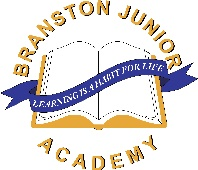 BRANSTON JUNIOR
LEARNING IS A HABIT FOR LIFE
ACADEMY